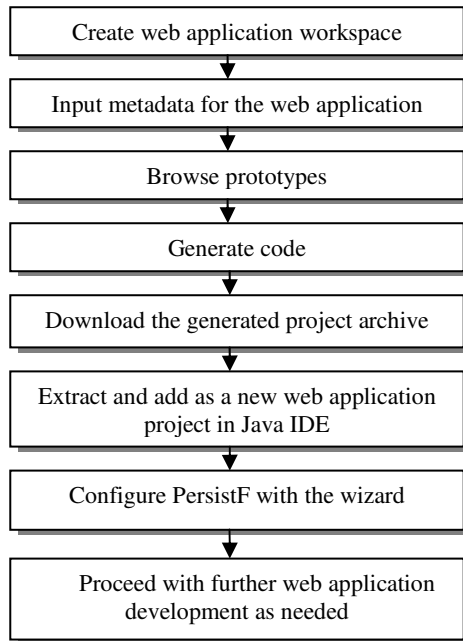 Create web application workspace
Input metadata for the web application
Browse prototypes
Generate code
Download the generated project archive
Extract and add as a new web application
project in Java IDE
Configure PersistF with the wizard
Proceed with further web application
development as needed